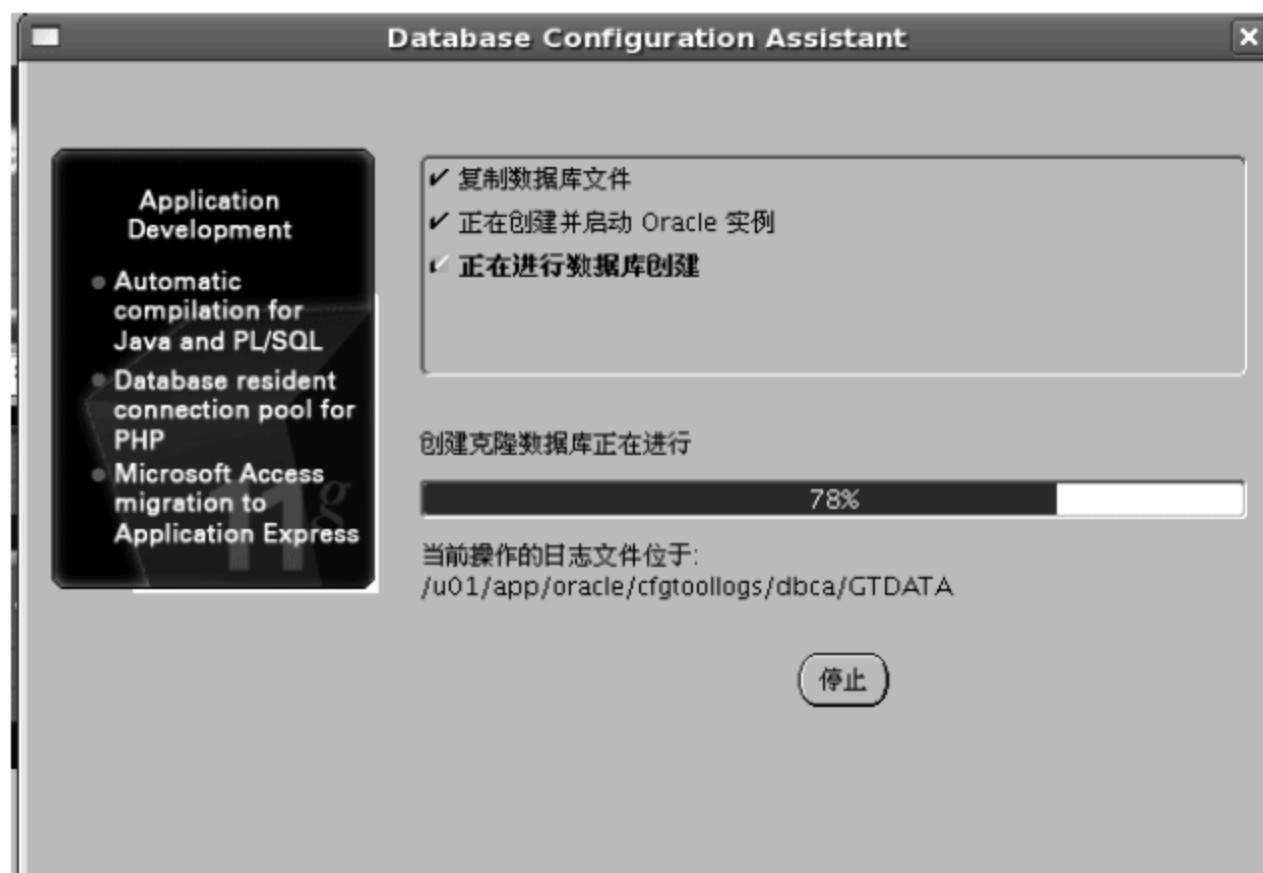 Database Configuration Assistant
Application
Development
Automatic
compilation for
Java and PL/SQL
Database resident
connection pool for
PHP
Microsoft Access
migration to
Application Express
11g
复制数据库文件
正在创建并启动 Oracle 实例
正在进行数据库创建
创建克隆数据库正在进行
78%
当前操作的日志文件位于:
/u01/app/oracle/cfgtoollogs/dbca/GTDATA
停止